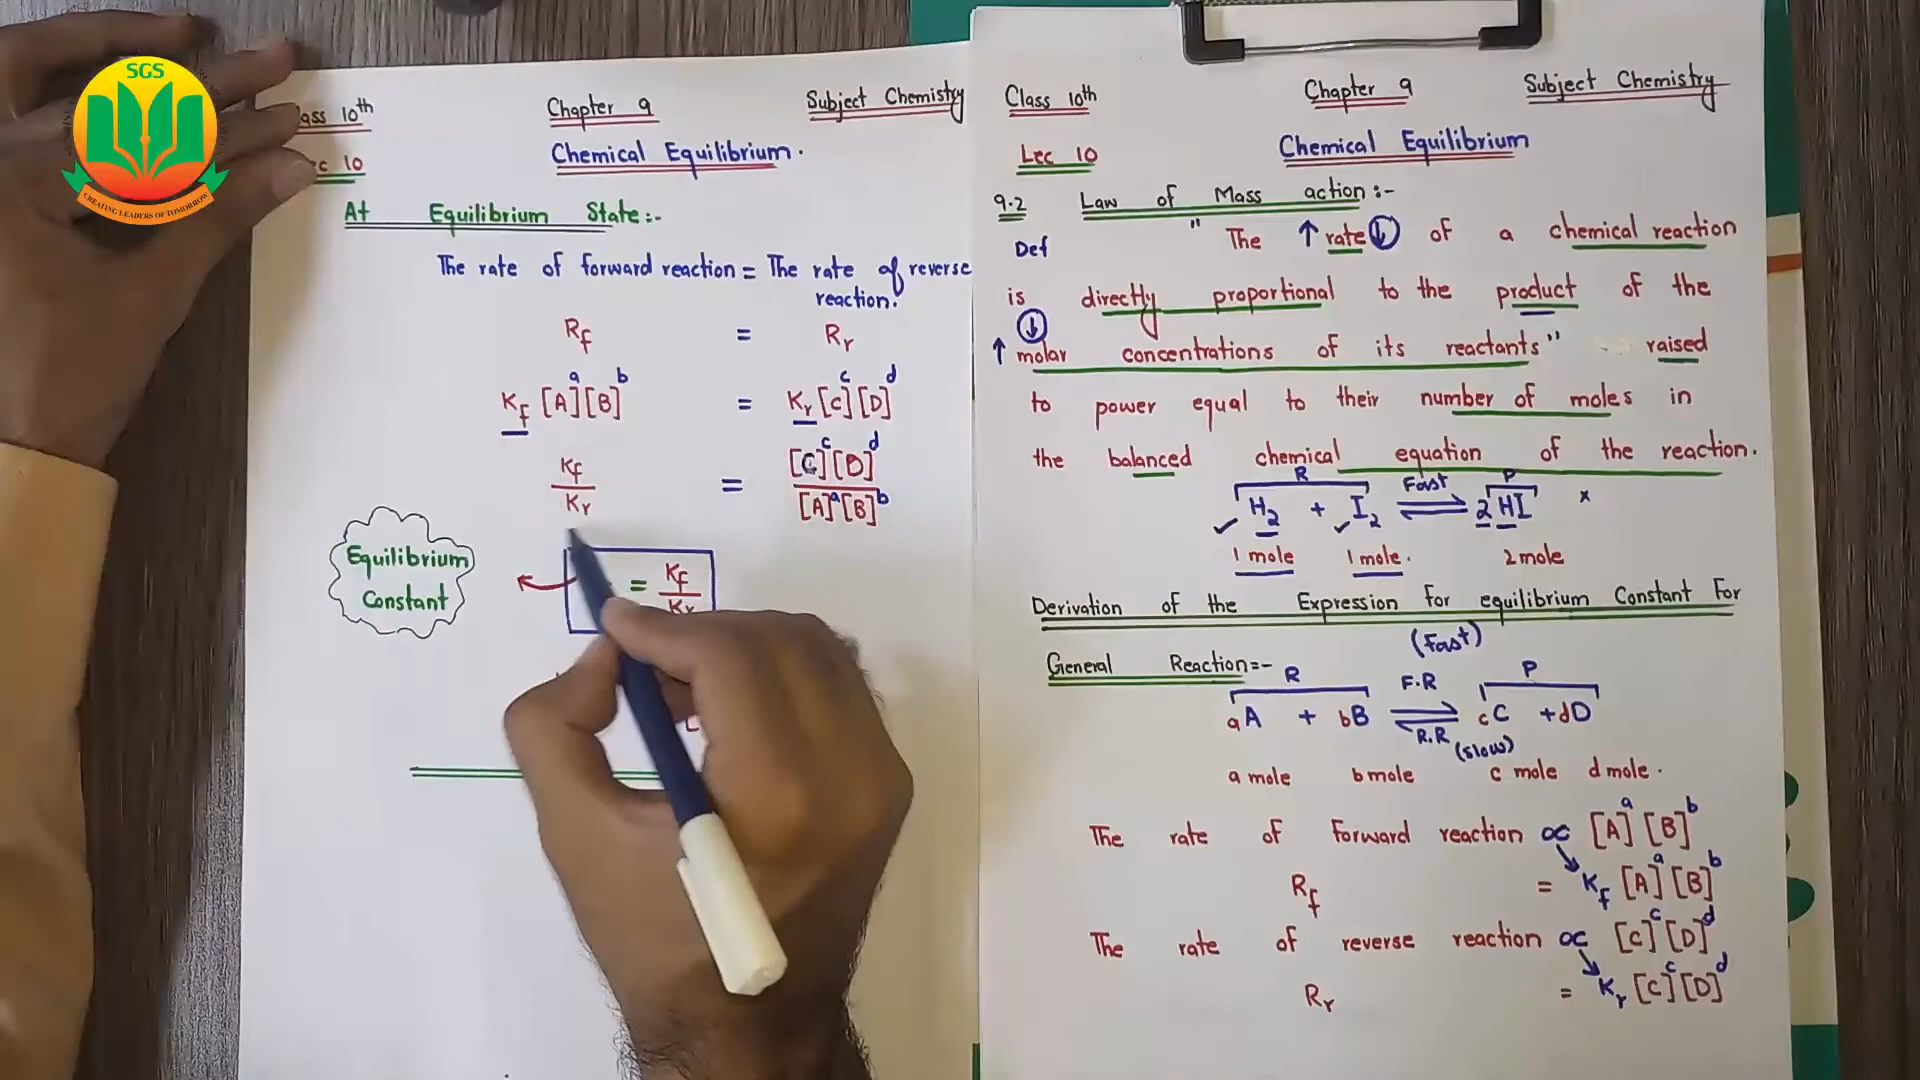 SGS
CREATING LEADERS OF TOMORROW
ass 10th Chapter 9 Subject Chemistry
ec 10 Chemical Equilibrium.
At Equilibrium State:-
The rate of forward reaction = The rate of reverse
reaction.
Rf = Rr
Kf [A]^a [B]^b = Kr [C]^c [D]^d
Kf/Kr = [C]^c [D]^d / [A]^a [B]^b
Equilibrium
Constant
= Kf/Kr
Class 10th Chapter 9 Subject Chemistry
Lec 10 Chemical Equilibrium
9.2 Law of Mass action:-
Def " The ↑ rate ↓ of a chemical reaction
is directly proportional to the product of the
↓
↑ molar concentrations of its reactants" raised
to power equal to their number of moles in
the balanced chemical equation of the reaction.
R Fast P
H2 + I2 ⇌ 2HI x
1 mole 1 mole. 2 mole
Derivation of the Expression For equilibrium Constant For
(Fast)
General Reaction=-
R F.R P
aA + bB ⇌ cC + dD
R.R (slow)
a mole b mole c mole d mole.
The rate of Forward reaction ∝ [A]^a [B]^b
Rf = Kf [A]^a [B]^b
The rate of reverse reaction ∝ [C]^c [D]^d
Rr = Kr [C]^c [D]^d